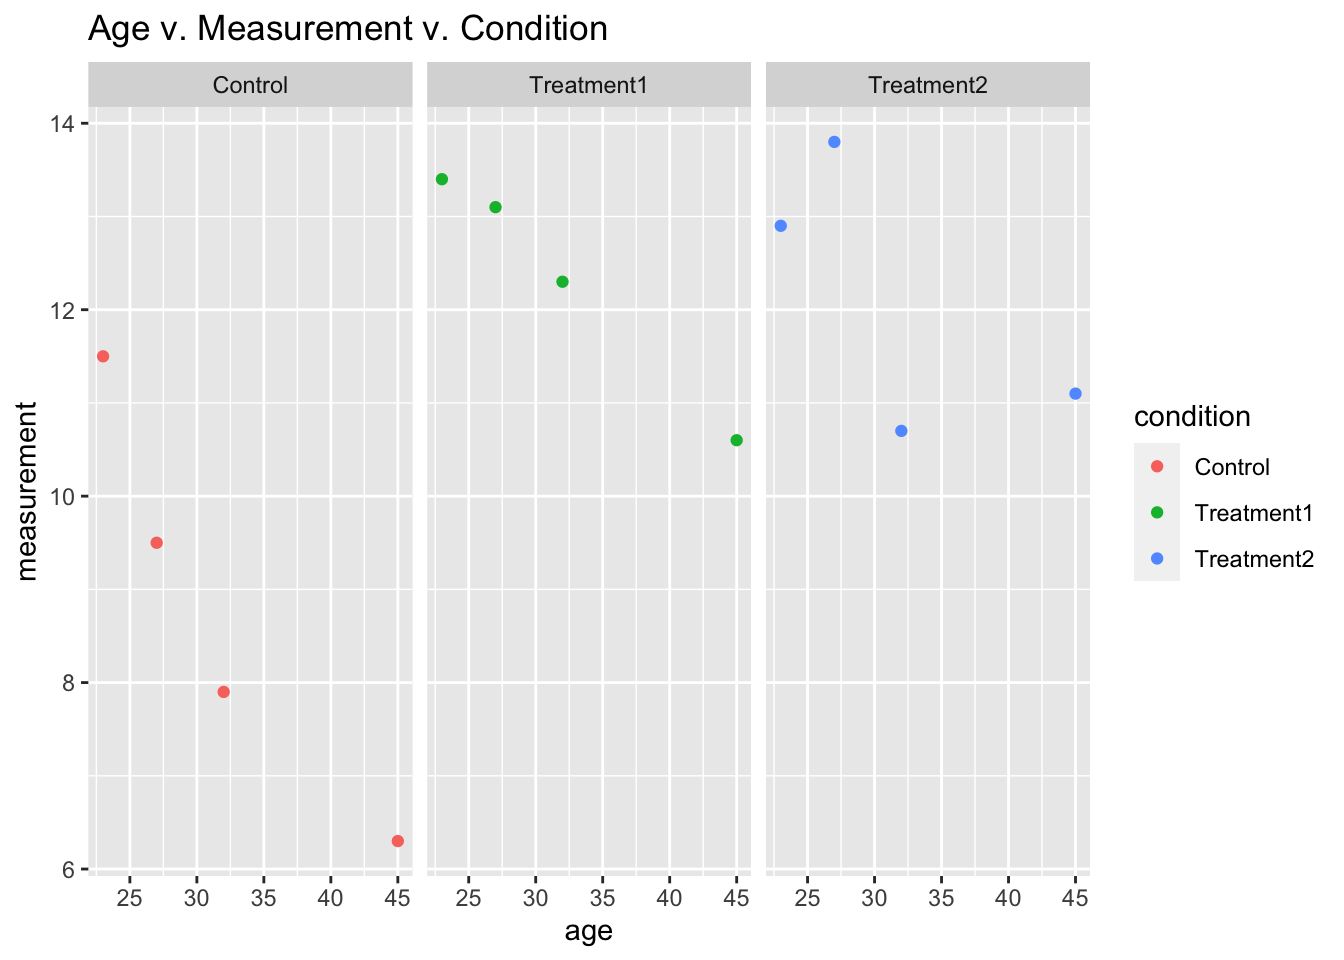 Age v. Measurement v. Condition
Control Treatment1 Treatment2
14
12
10
8
6
measurement
25 30 35 40 45 25 30 35 40 45 25 30 35 40 45
age
condition
Control
Treatment1
Treatment2